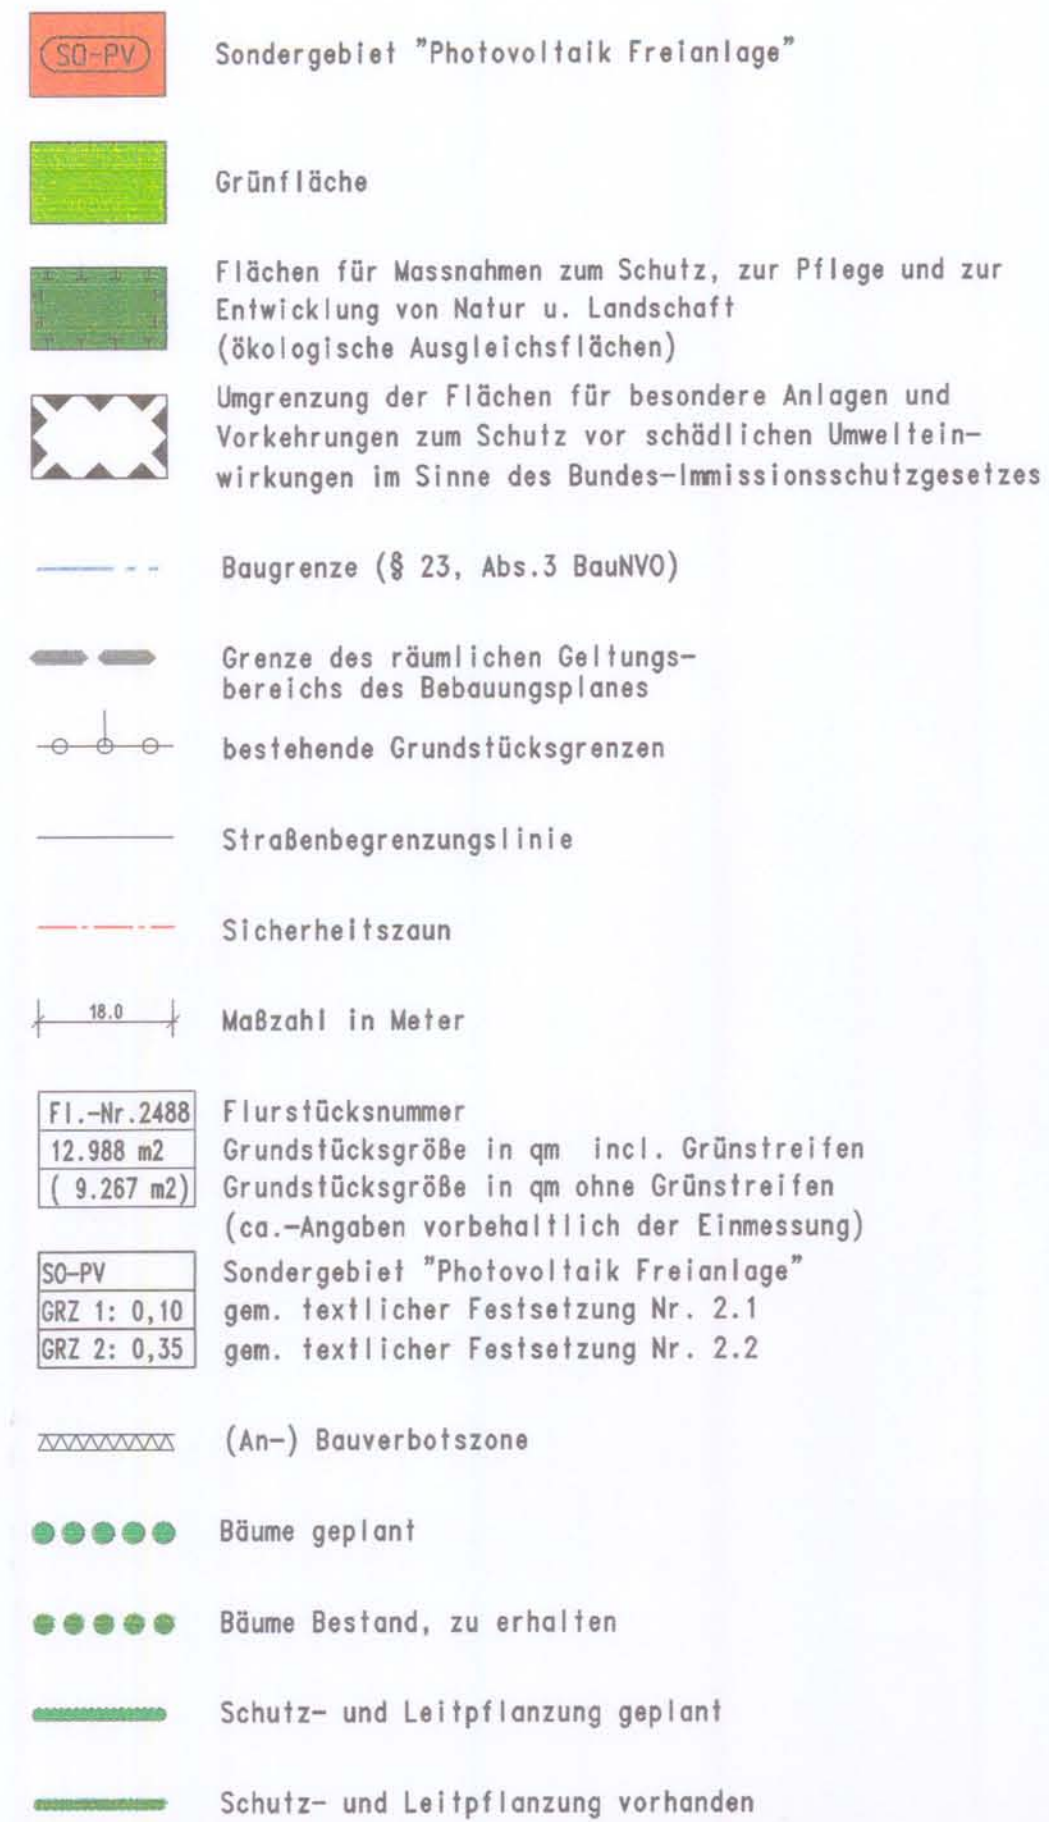 SO-PV Sondergebiet "Photovoltaik Freianlage"
Grünfläche
Flächen für Massnahmen zum Schutz, zur Pflege und zur
Entwicklung von Natur u. Landschaft
(ökologische Ausgleichsflächen)
Umgrenzung der Flächen für besondere Anlagen und
Vorkehrungen zum Schutz vor schädlichen Umweltein-
wirkungen im Sinne des Bundes-Immissionsschutzgesetzes
Baugrenze (§ 23, Abs.3 BauNVO)
Grenze des räumlichen Geltungs-
bereichs des Bebauungsplanes
bestehende Grundstücksgrenzen
Straßenbegrenzungslinie
Sicherheitszaun
18.0 Maßzahl in Meter
Fl.-Nr.2488 Flurstücksnummer
12.988 m2 Grundstücksgröße in qm incl. Grünstreifen
( 9.267 m2) Grundstücksgröße in qm ohne Grünstreifen
(ca.-Angaben vorbehaltlich der Einmessung)
SO-PV Sondergebiet "Photovoltaik Freianlage"
GRZ 1: 0,10 gem. textlicher Festsetzung Nr. 2.1
GRZ 2: 0,35 gem. textlicher Festsetzung Nr. 2.2
(An-) Bauverbotszone
Bäume geplant
Bäume Bestand, zu erhalten
Schutz- und Leitpflanzung geplant
Schutz- und Leitpflanzung vorhanden